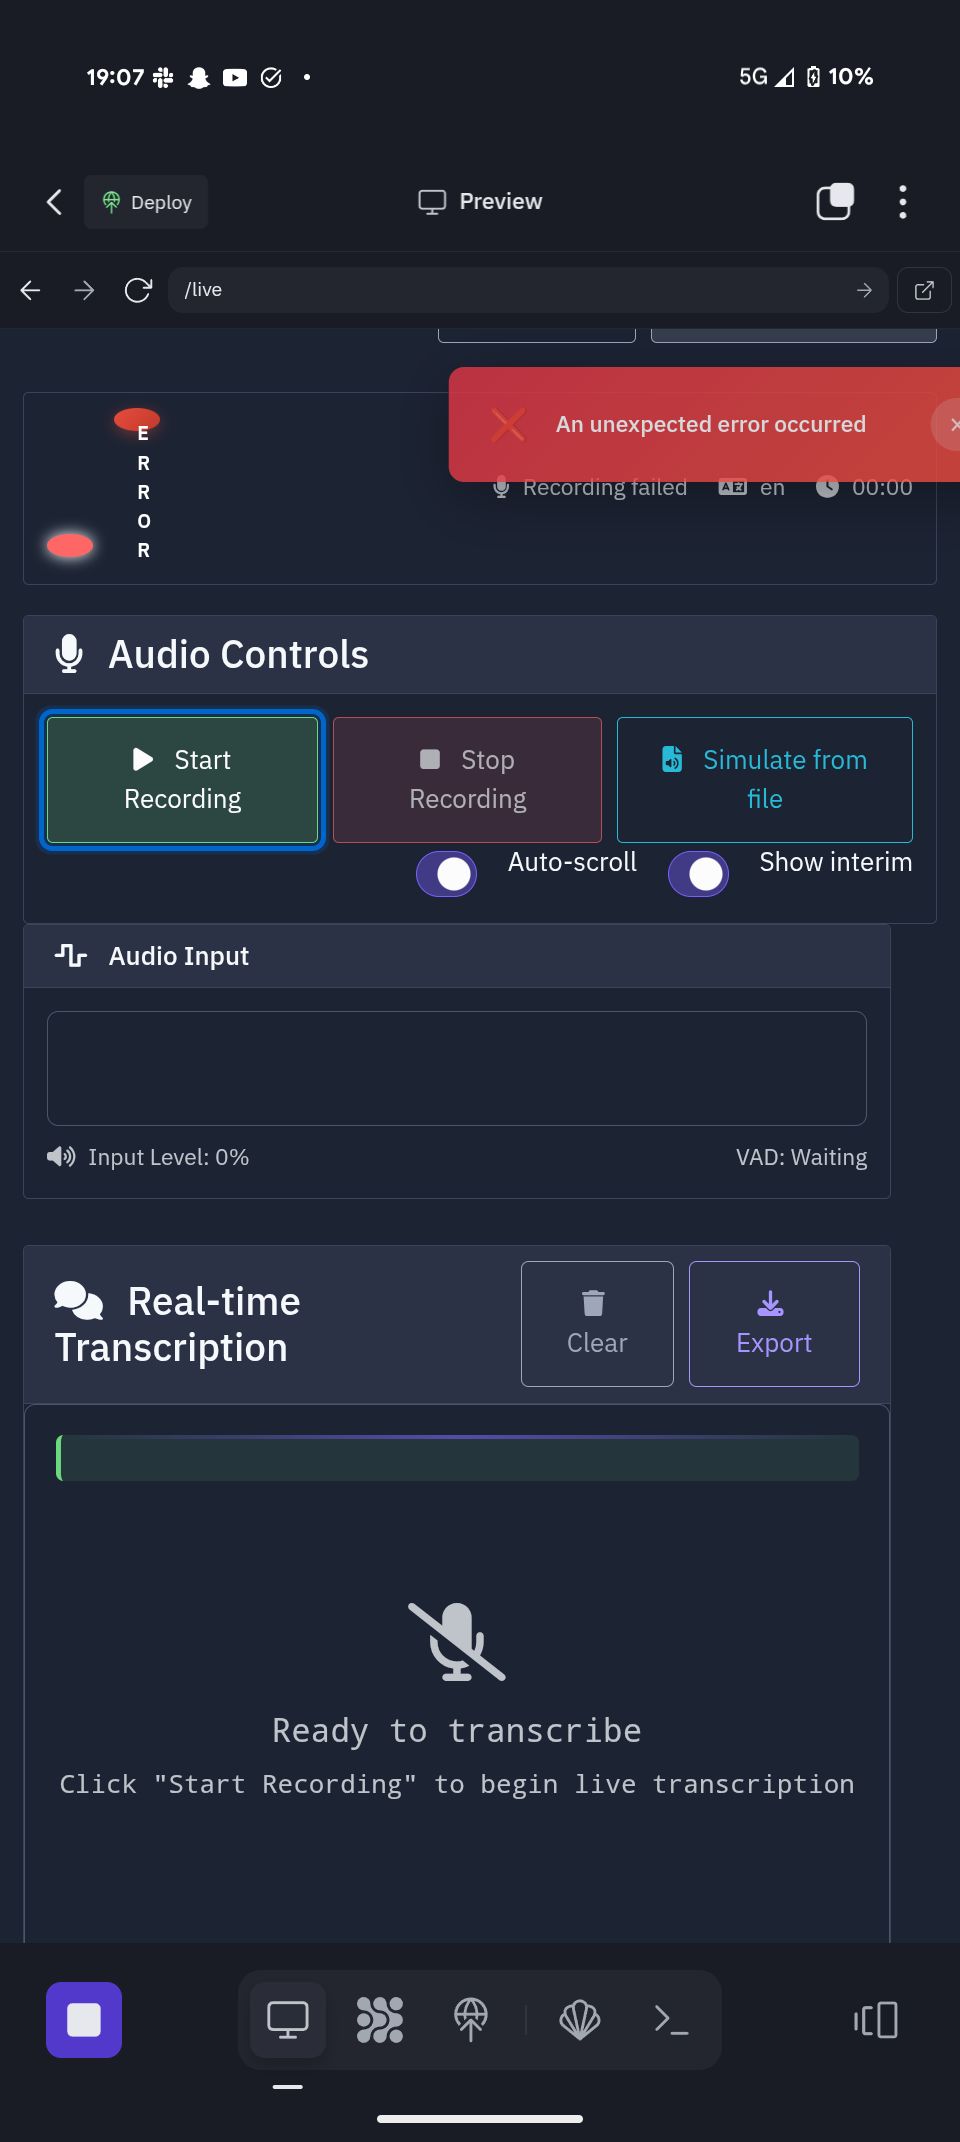 19:07
5G 10%
Deploy
Preview
/live
An unexpected error occurred
ERROR
Recording failed en 00:00
Audio Controls
Start Recording
Stop Recording
Simulate from file
Auto-scroll
Show interim
Audio Input
Input Level: 0%
VAD: Waiting
Real-time
Transcription
Clear
Export
Ready to transcribe
Click "Start Recording" to begin live transcription